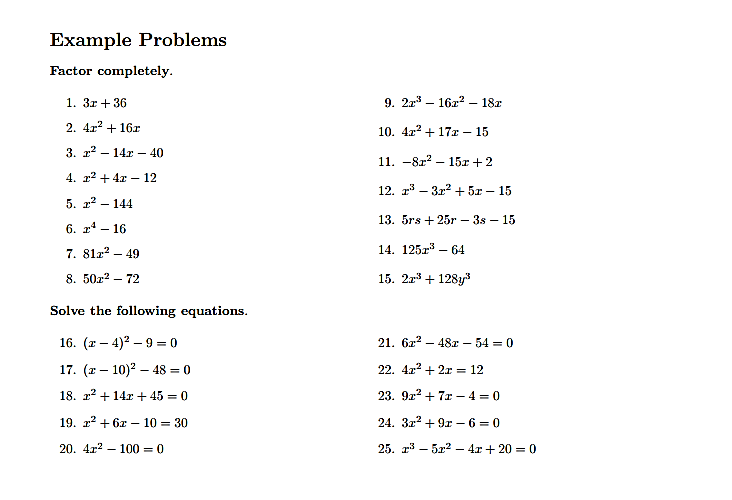 Example Problems
Factor completely.
1. 3x + 36
2. 4x² + 16x
3. x² − 14x − 40
4. x² + 4x − 12
5. x² − 144
6. x⁴ − 16
7. 81x² − 49
8. 50x² − 72
9. 2x³ − 16x² − 18x
10. 4x² + 17x − 15
11. −8x² − 15x + 2
12. x³ − 3x² + 5x − 15
13. 5rs + 25r − 3s − 15
14. 125x³ − 64
15. 2x³ + 128y³
Solve the following equations.
16. (x − 4)² − 9 = 0
17. (x − 10)² − 48 = 0
18. x² + 14x + 45 = 0
19. x² + 6x − 10 = 30
20. 4x² − 100 = 0
21. 6x² − 48x − 54 = 0
22. 4x² + 2x = 12
23. 9x² + 7x − 4 = 0
24. 3x² + 9x − 6 = 0
25. x³ − 5x² − 4x + 20 = 0